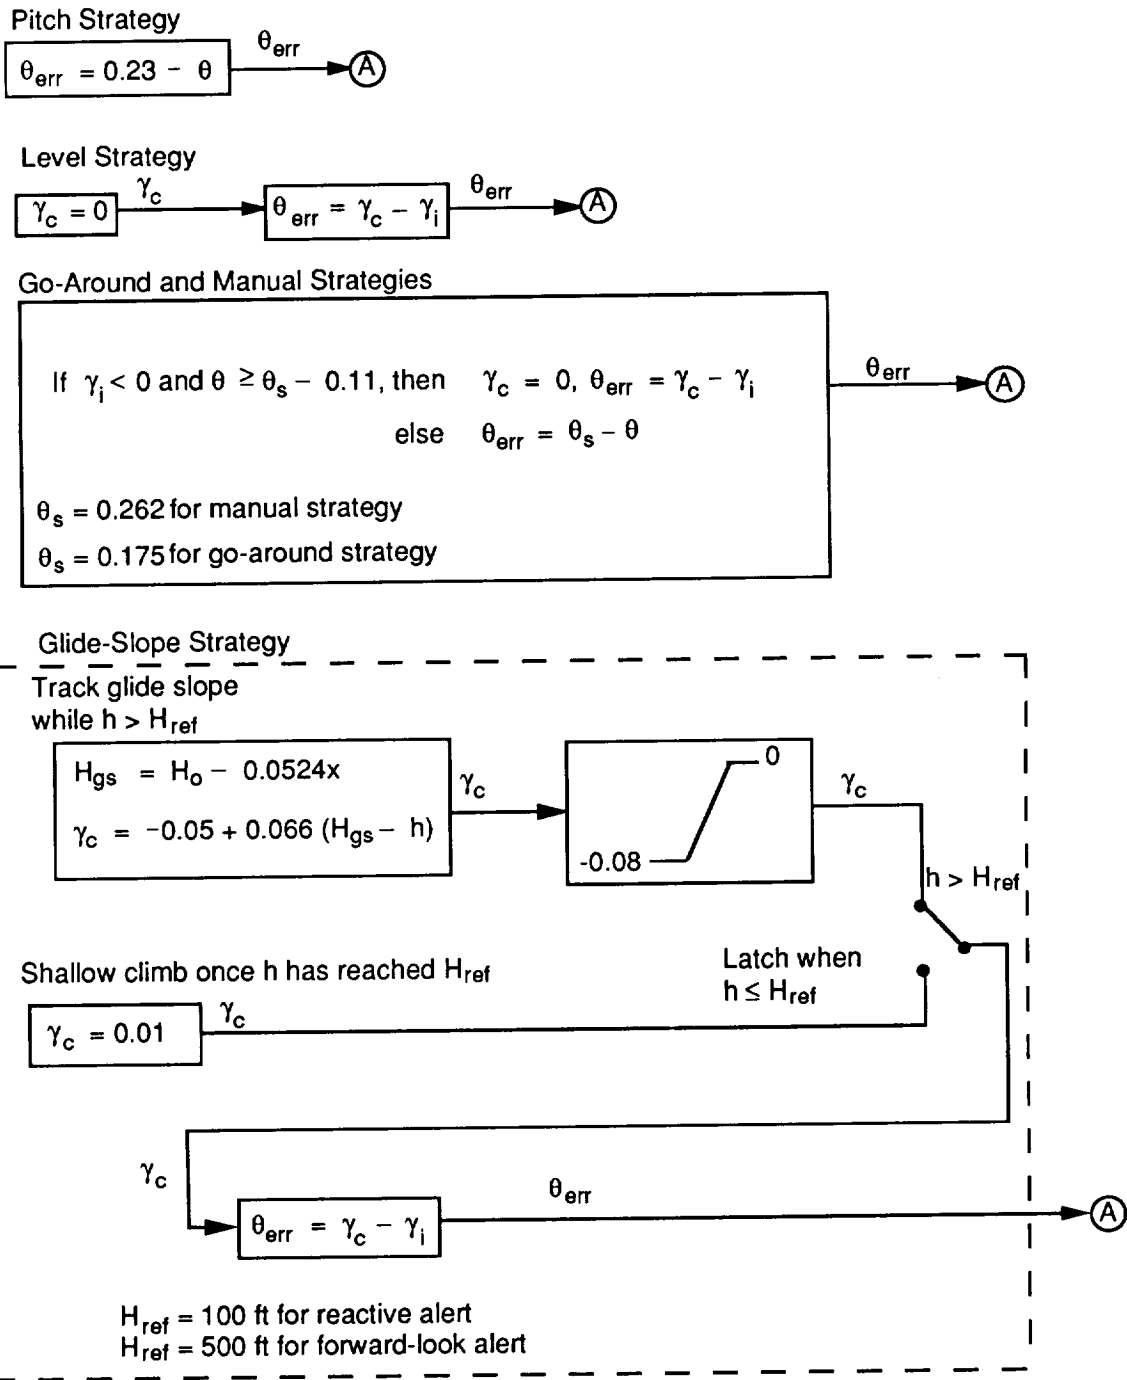 Pitch Strategy
θerr = 0.23 - θ
θerr
A
Level Strategy
γc = 0
γc
θerr = γc - γi
θerr
A
Go-Around and Manual Strategies
If γi < 0 and θ ≥ θs - 0.11, then γc = 0, θerr = γc - γi
else θerr = θs - θ
θs = 0.262 for manual strategy
θs = 0.175 for go-around strategy
θerr
A
Glide-Slope Strategy
Track glide slope
while h > Href
Hgs = Ho - 0.0524x
γc = -0.05 + 0.066 (Hgs - h)
γc
0
-0.08
γc
h > Href
Latch when
h ≤ Href
Shallow climb once h has reached Href
γc = 0.01
γc
γc
θerr = γc - γi
θerr
A
Href = 100 ft for reactive alert
Href = 500 ft for forward-look alert